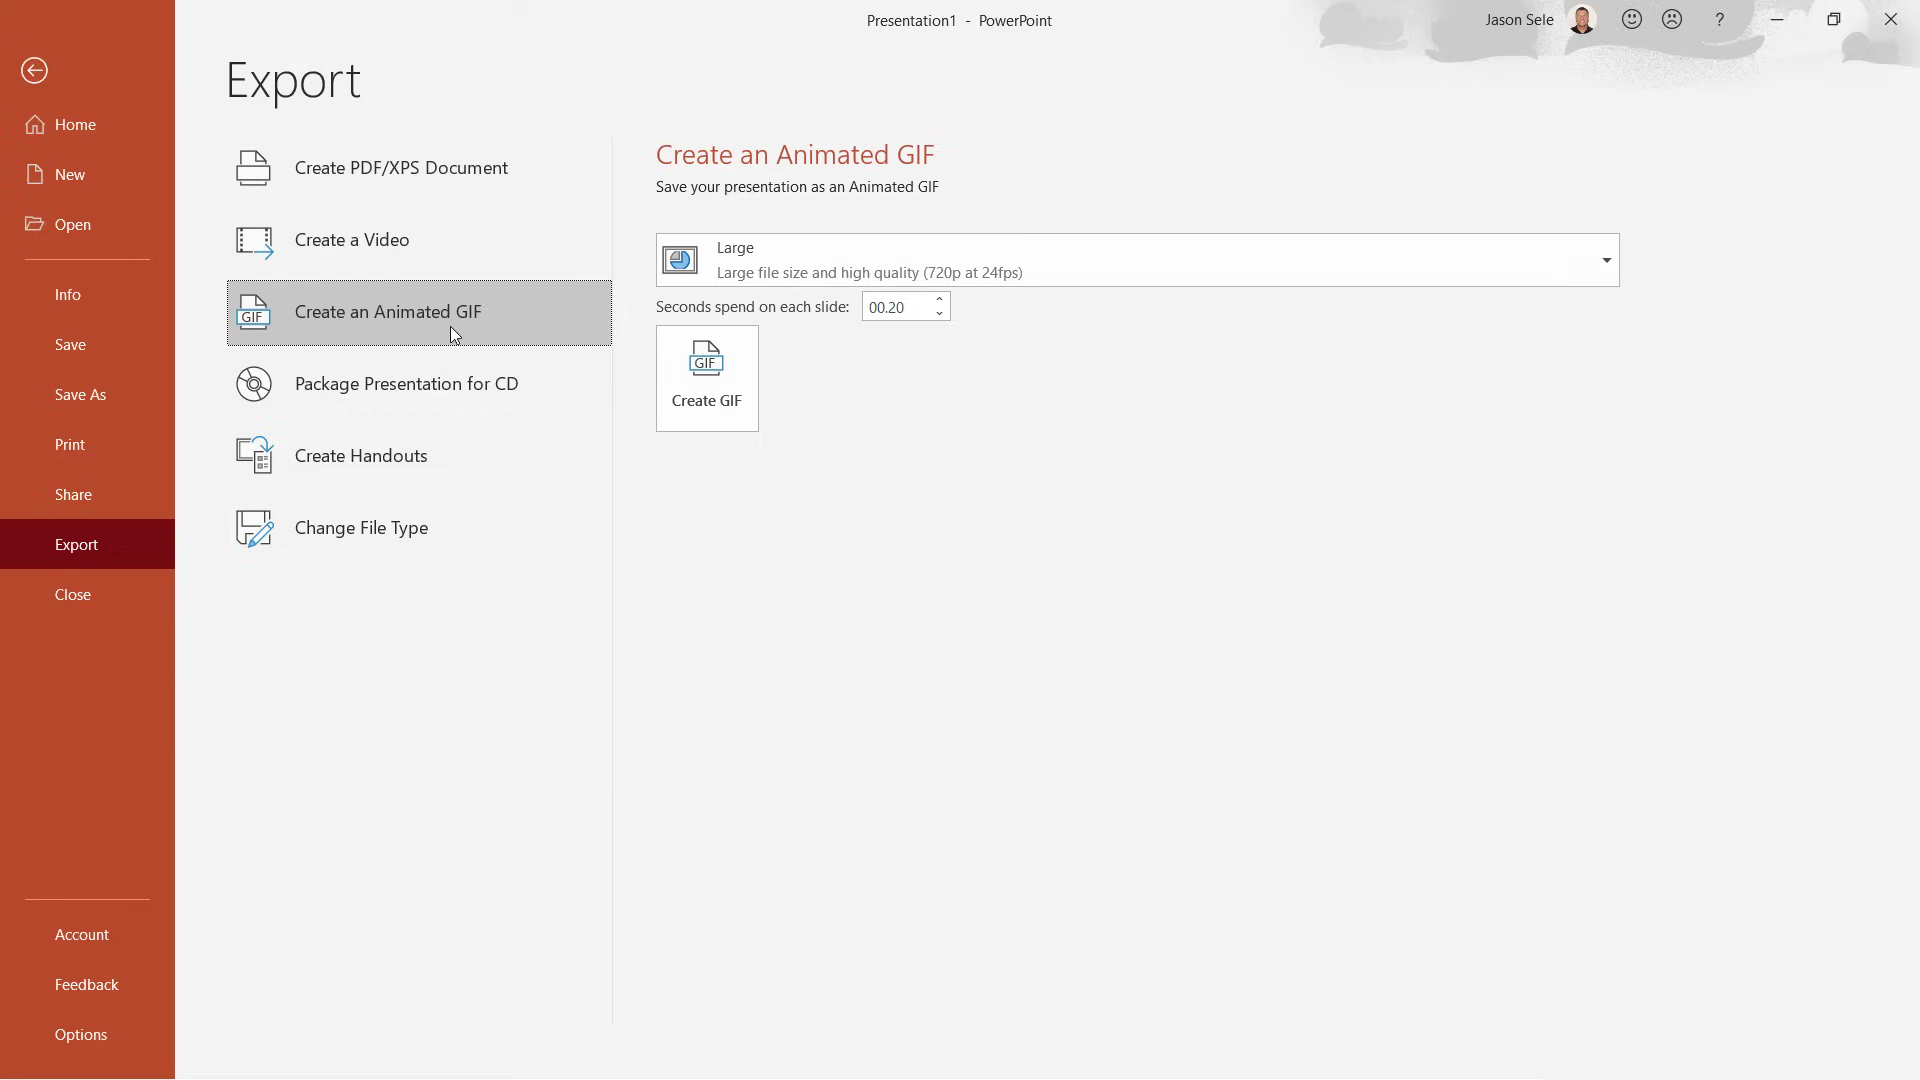 Presentation1 - PowerPoint
Jason Sele
?
Export
Home
New
Open
Info
Save
Save As
Print
Share
Export
Close
Account
Feedback
Options
Create PDF/XPS Document
Create a Video
GIF
Create an Animated GIF
Package Presentation for CD
Create Handouts
Change File Type
Create an Animated GIF
Save your presentation as an Animated GIF
Large
Large file size and high quality (720p at 24fps)
Seconds spend on each slide: 00.20
GIF
Create GIF